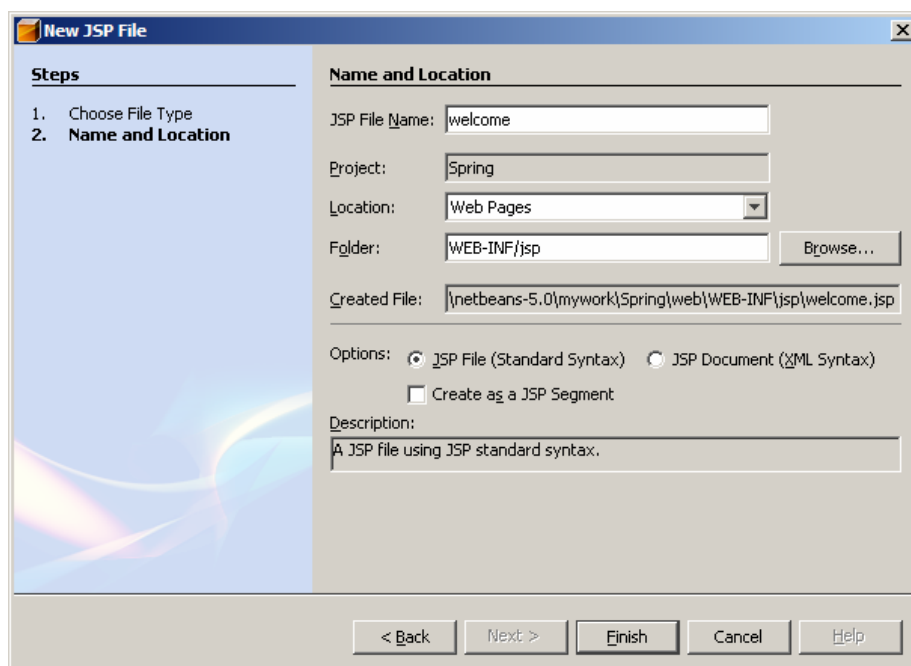 New JSP File
Steps
1. Choose File Type
2. Name and Location
Name and Location
JSP File Name: welcome
Project: Spring
Location: Web Pages
Folder: WEB-INF/jsp Browse...
Created File: \netbeans-5.0\mywork\Spring\web\WEB-INF\jsp\welcome.jsp
Options: JSP File (Standard Syntax) JSP Document (XML Syntax)
Create as a JSP Segment
Description:
A JSP file using JSP standard syntax.
< Back Next > Finish Cancel Help